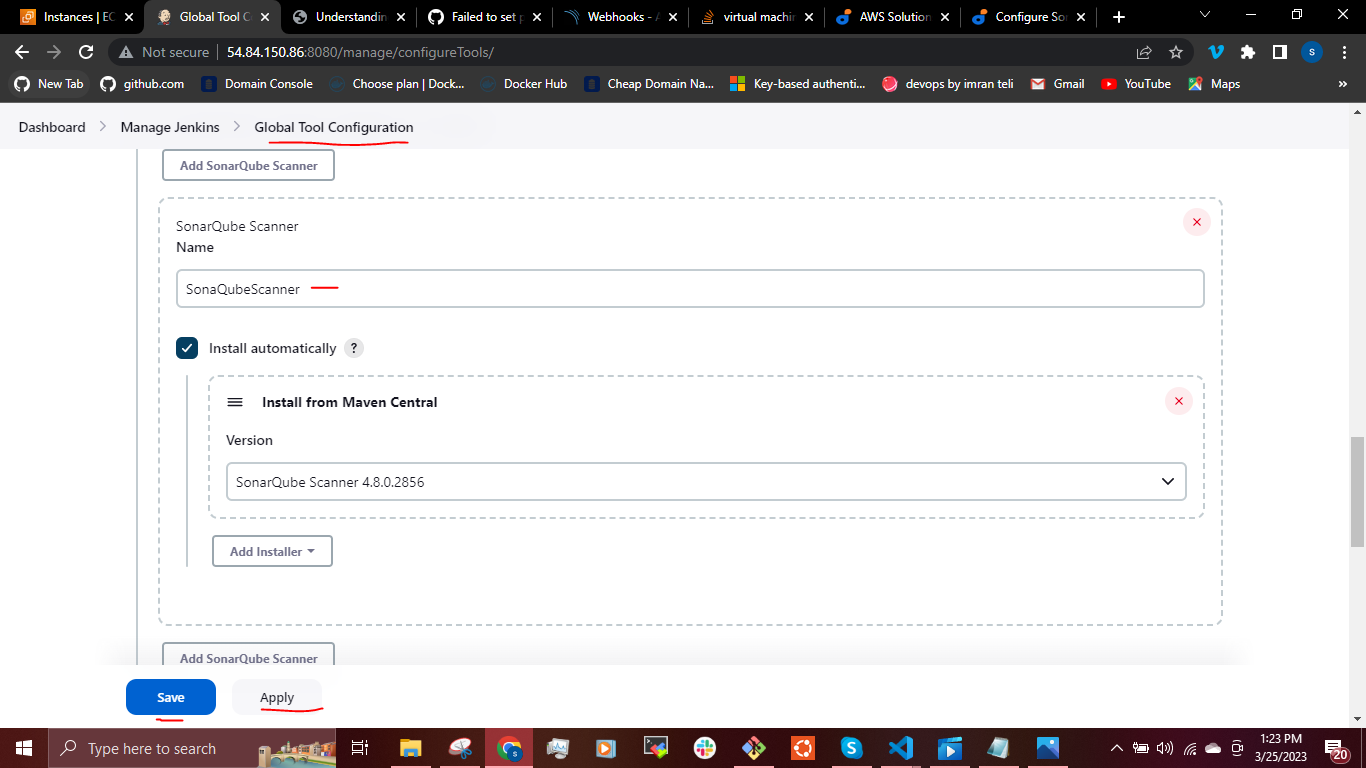 Instances | EC
Global Tool C
Understandin
Failed to set p
Webhooks - A
virtual machin
AWS Solution
Configure So
Not secure
54.84.150.86:8080/manage/configureTools/
s
New Tab
github.com
Domain Console
Choose plan | Dock...
Docker Hub
Cheap Domain Na...
Key-based authenti...
devops by imran teli
Gmail
YouTube
Maps
»
Dashboard
Manage Jenkins
Global Tool Configuration
Add SonarQube Scanner
SonarQube Scanner
Name
SonaQubeScanner
Install automatically ?
Install from Maven Central
Version
SonarQube Scanner 4.8.0.2856
Add Installer
Add SonarQube Scanner
Save
Apply
Type here to search
1:23 PM
3/25/2023
20